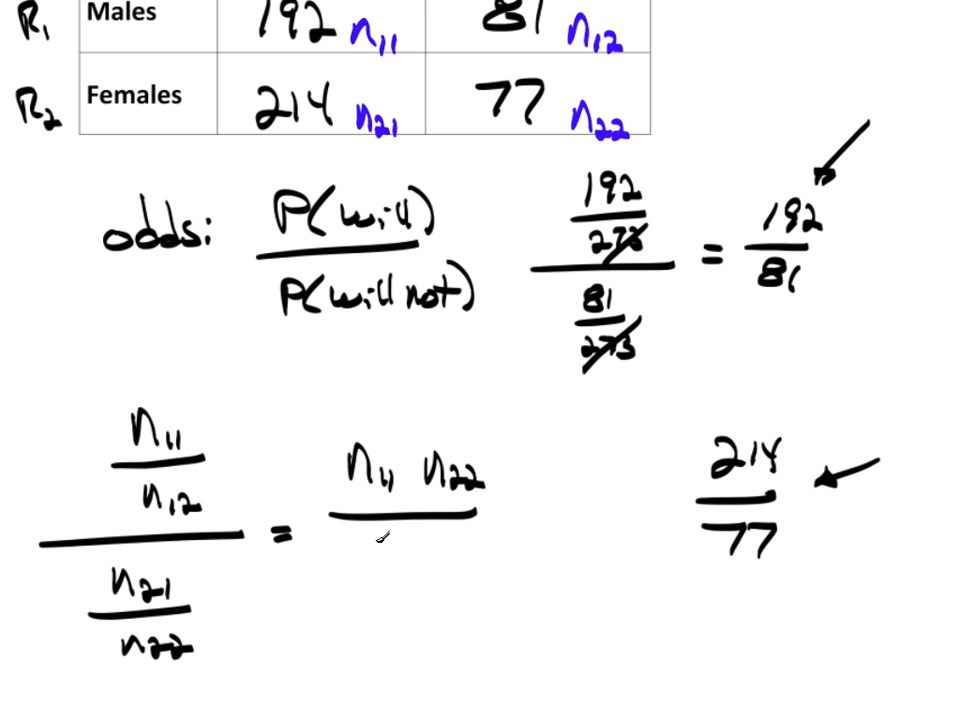 R1 Males 192 n11 81 n12
R2 Females 214 n21 77 n22
odds: P(will) / P(will not) 192/273 / 81/273 = 192/81
n11/n12 / n21/n22 = n11 n22 214/77